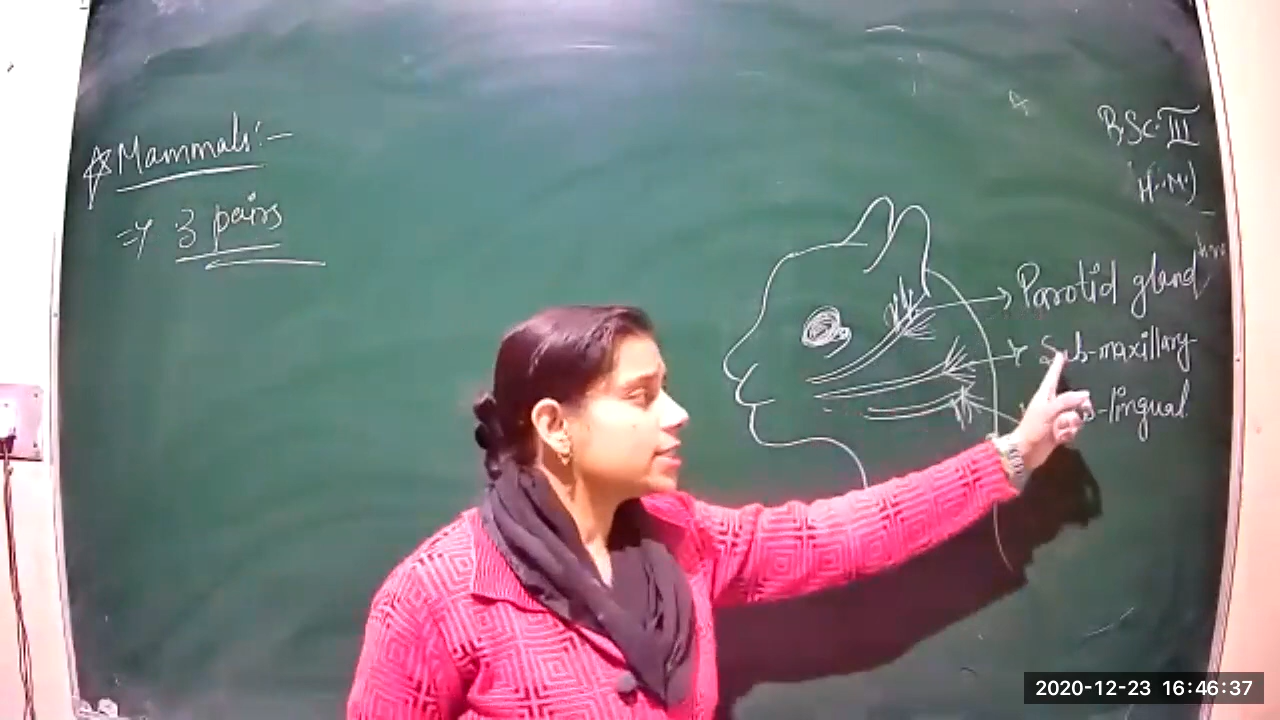 ☆ Mammals:-
⇒ 3 pairs
B.Sc. III
(H.M)
Parotid gland
Sub-maxillary
-lingual
2020-12-23 16:46:37